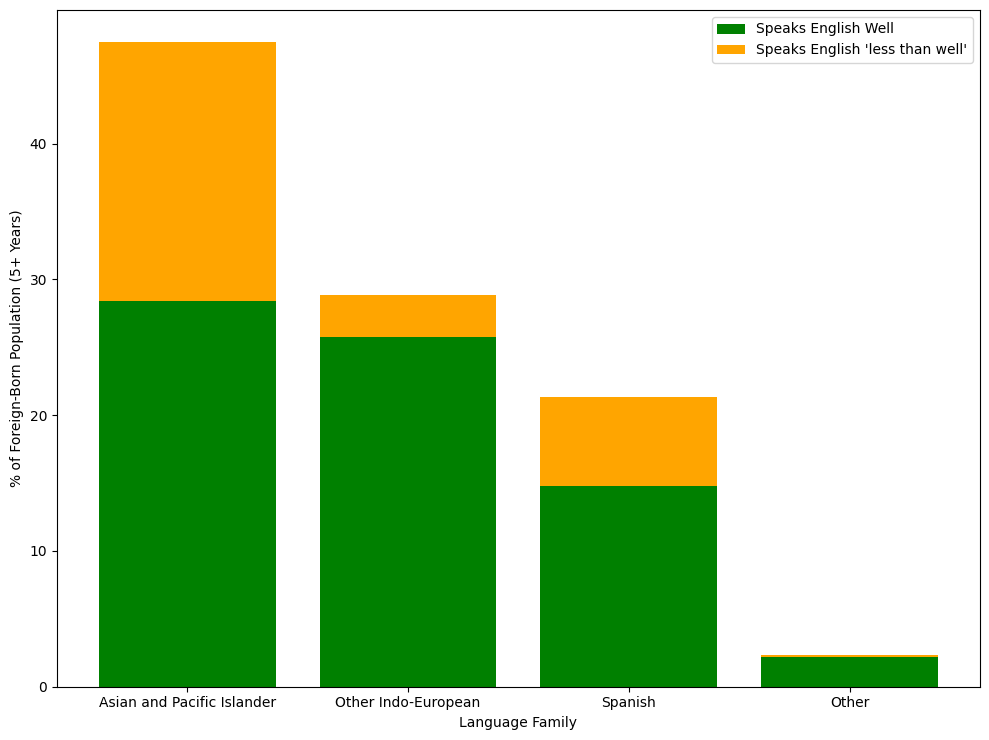 Speaks English Well
Speaks English 'less than well'
% of Foreign-Born Population (5+ Years)
40
30
20
10
0
Asian and Pacific Islander
Other Indo-European
Spanish
Other
Language Family